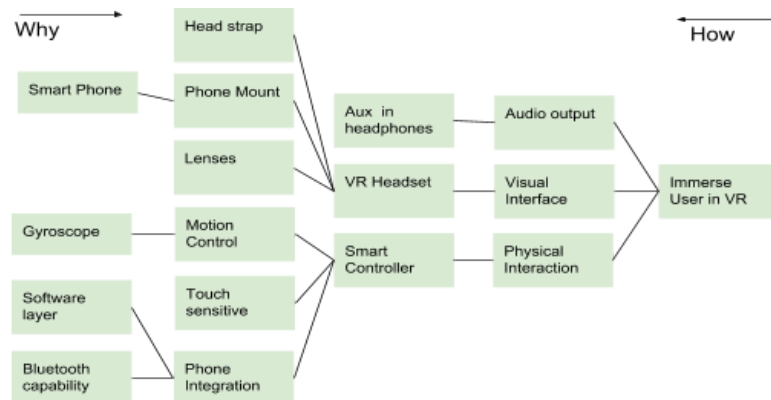 Why
How
Head strap
Smart Phone
Phone Mount
Aux in
headphones
Audio output
Lenses
VR Headset
Visual
Interface
Immerse
User in VR
Gyroscope
Motion
Control
Smart
Controller
Physical
Interaction
Software
layer
Touch
sensitive
Bluetooth
capability
Phone
Integration